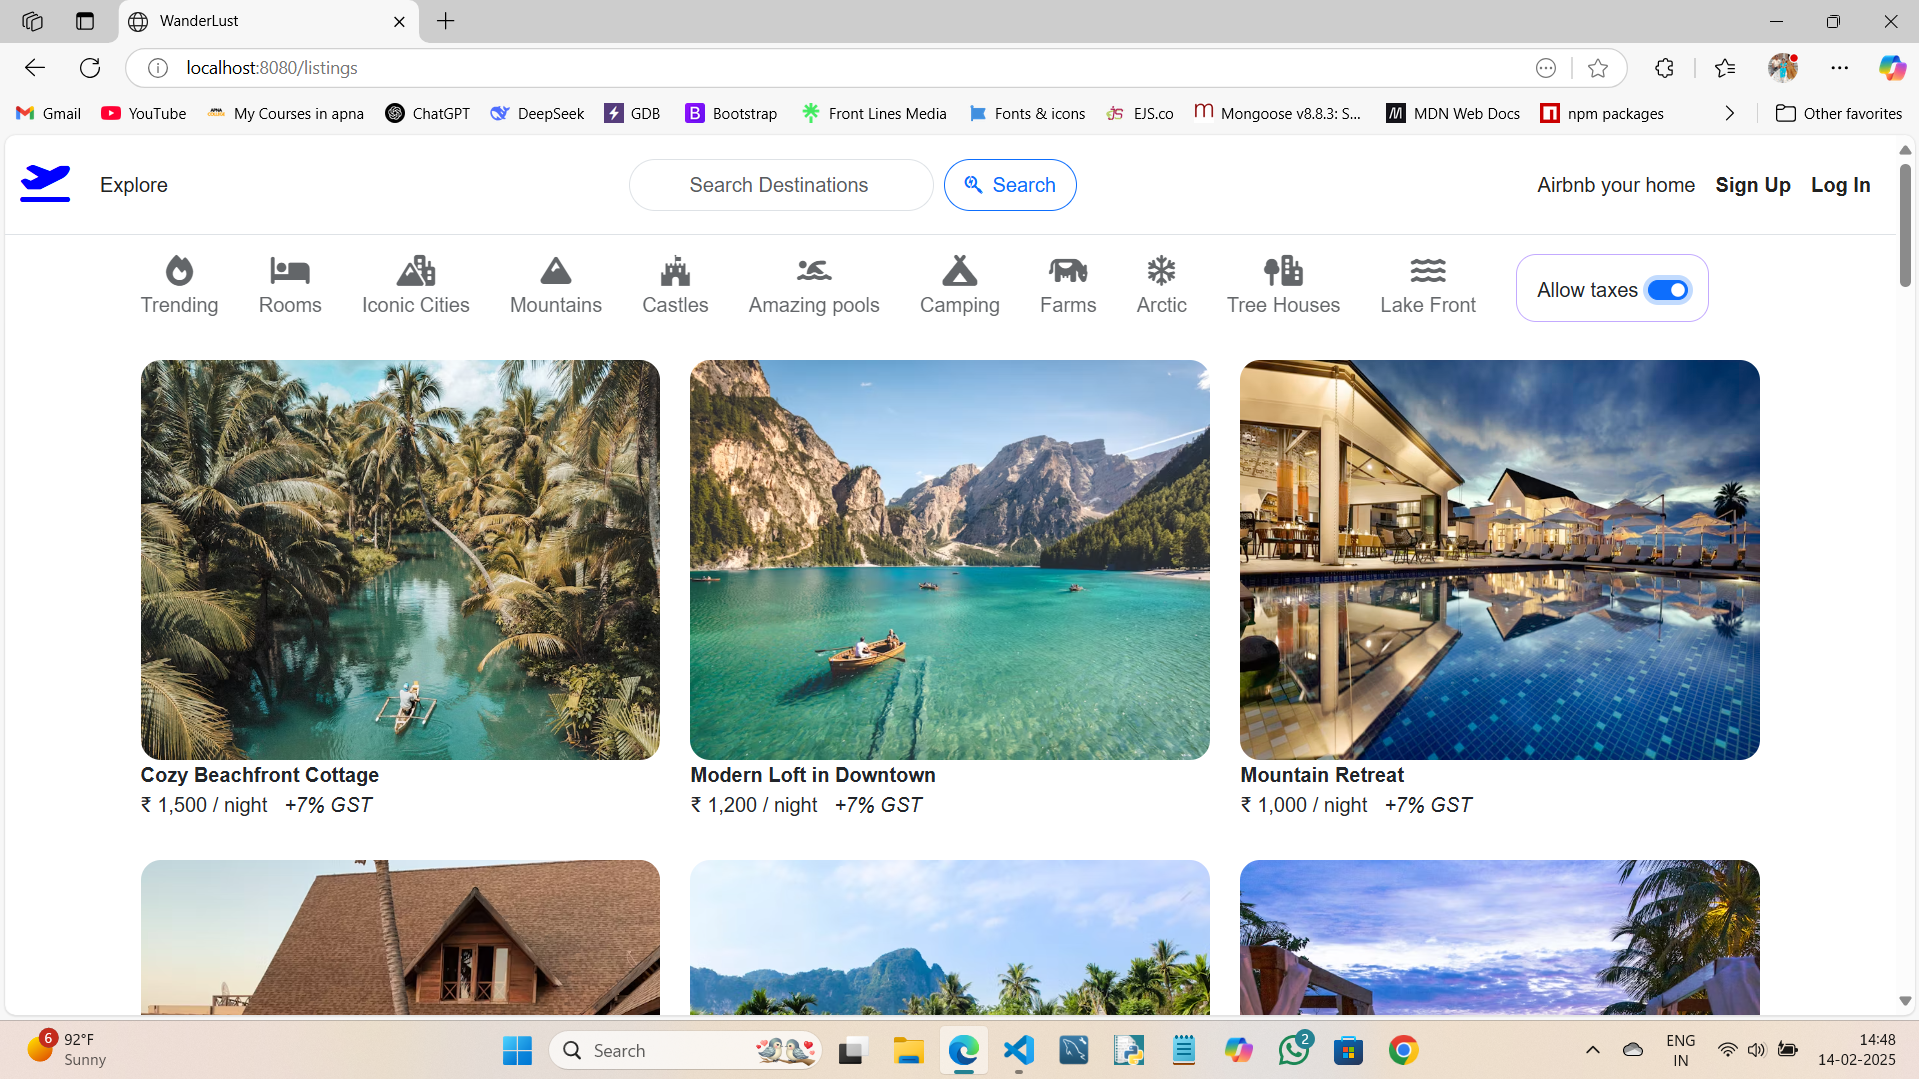 WanderLust
localhost:8080/listings
Gmail YouTube My Courses in apna ChatGPT DeepSeek GDB Bootstrap Front Lines Media Fonts & icons EJS.co Mongoose v8.8.3: S... MDN Web Docs npm packages Other favorites
Explore Search Destinations Search Airbnb your home Sign Up Log In
Trending Rooms Iconic Cities Mountains Castles Amazing pools Camping Farms Arctic Tree Houses Lake Front Allow taxes
Cozy Beachfront Cottage
₹ 1,500 / night +7% GST
Modern Loft in Downtown
₹ 1,200 / night +7% GST
Mountain Retreat
₹ 1,000 / night +7% GST
6
92°F
Sunny
Search
2
ENG
IN
14:48
14-02-2025